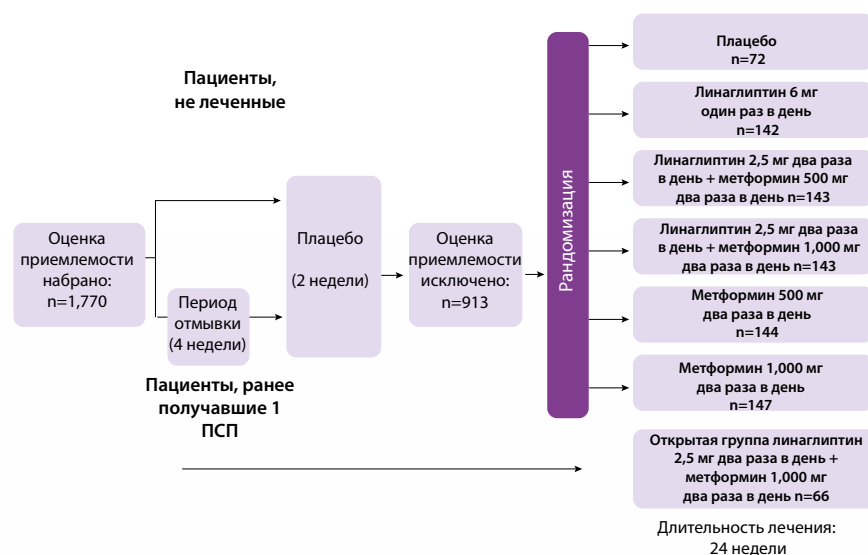 Пациенты,
не леченные
Оценка
приемлемости
набрано:
n=1,770
Период
отмывки
(4 недели)
Пациенты, ранее
получавшие 1
ПСП
Плацебо
(2 недели)
Оценка
приемлемости
исключено:
n=913
Рандомизация
Плацебо
n=72
Линаглиптин 6 мг
один раз в день
n=142
Линаглиптин 2,5 мг два раза
в день + метформин 500 мг
два раза в день n=143
Линаглиптин 2,5 мг два раза
в день + метформин 1,000 мг
два раза в день n=143
Метформин 500 мг
два раза в день
n=144
Метформин 1,000 мг
два раза в день
n=147
Открытая группа линаглиптин
2,5 мг два раза в день +
метформин 1,000 мг
два раза в день n=66
Длительность лечения:
24 недели